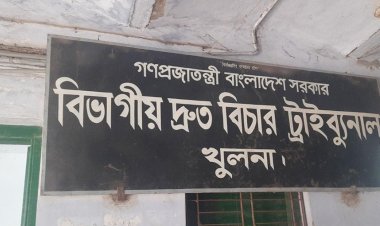 গণপ্রজাতন্ত্রী বাংলাদেশ সরকার
বিভাগীয় দ্রুত বিচার ট্রাইব্যুনাল
খুলনা।